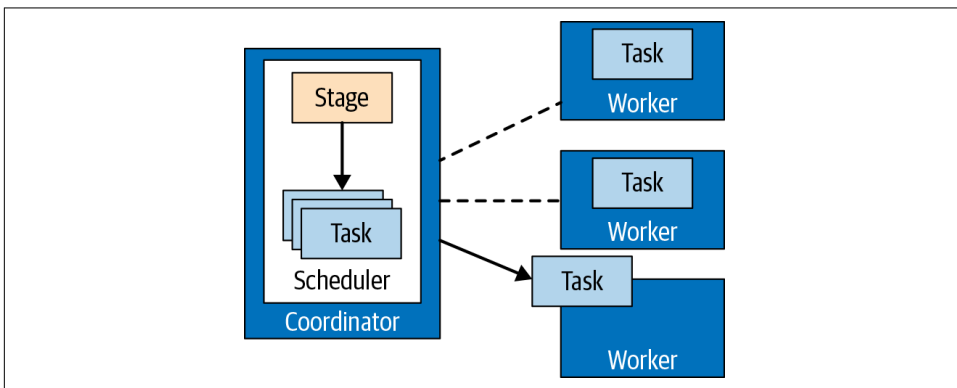 Stage
Task
Scheduler
Coordinator
Task
Worker
Task
Worker
Task
Worker